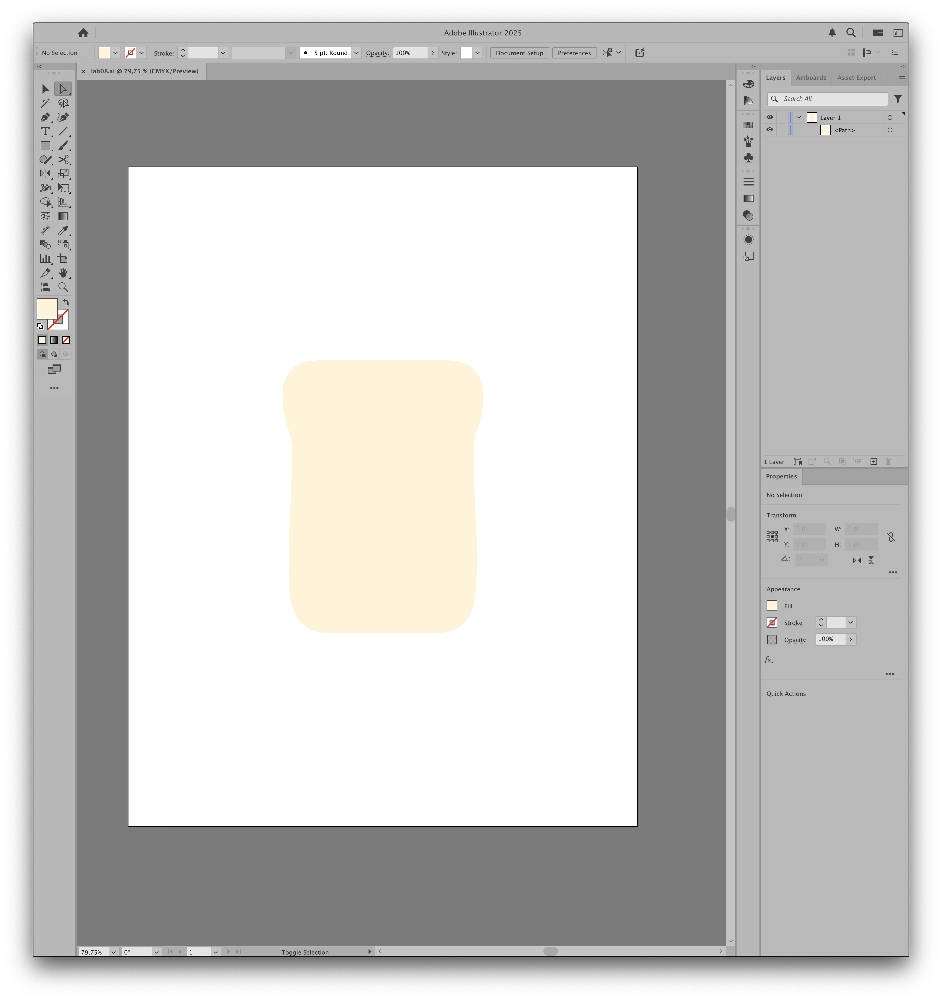 Adobe Illustrator 2025
No Selection
Stroke:
5 pt. Round
Opacity: 100%
Style:
Document Setup
Preferences
lab08.ai @ 79,75 % (CMYK/Preview)
Layers
Artboards
Asset Export
Search All
Layer 1
<Path>
1 Layer
Properties
No Selection
Transform
X: 0 pt
W: 0 pt
Y: 0 pt
H: 0 pt
0°
Appearance
Fill
Stroke
Opacity 100%
fx.
Quick Actions
79,75%
0°
1
Toggle Selection